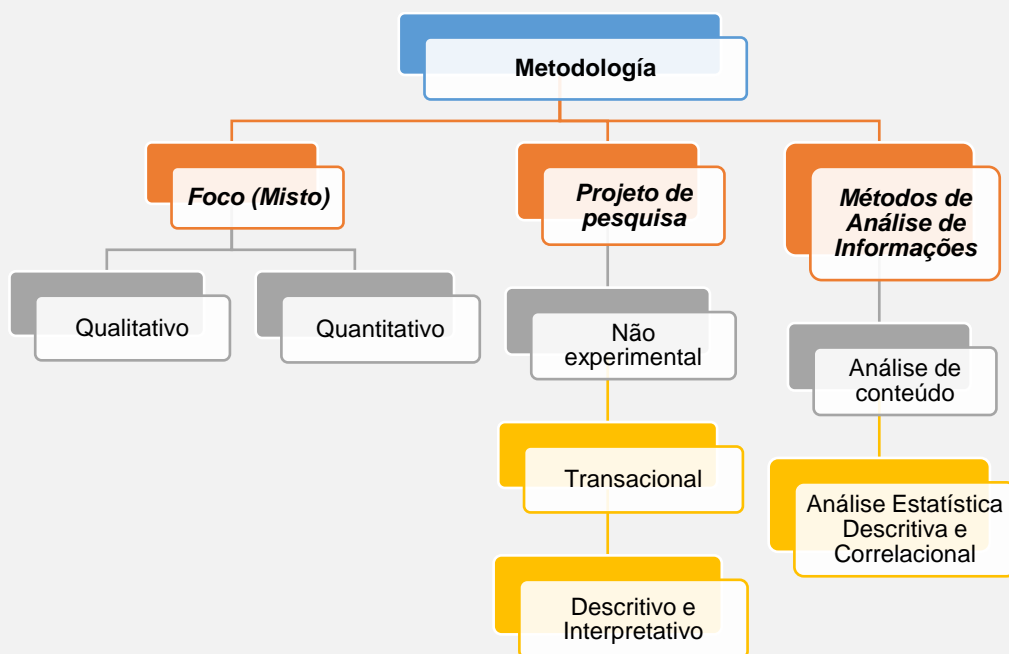 Metodología
Foco (Misto)
Projeto de
pesquisa
Métodos de
Análise de
Informações
Qualitativo
Quantitativo
Não
experimental
Análise de
conteúdo
Transacional
Análise Estatística
Descritiva e
Correlacional
Descritivo e
Interpretativo